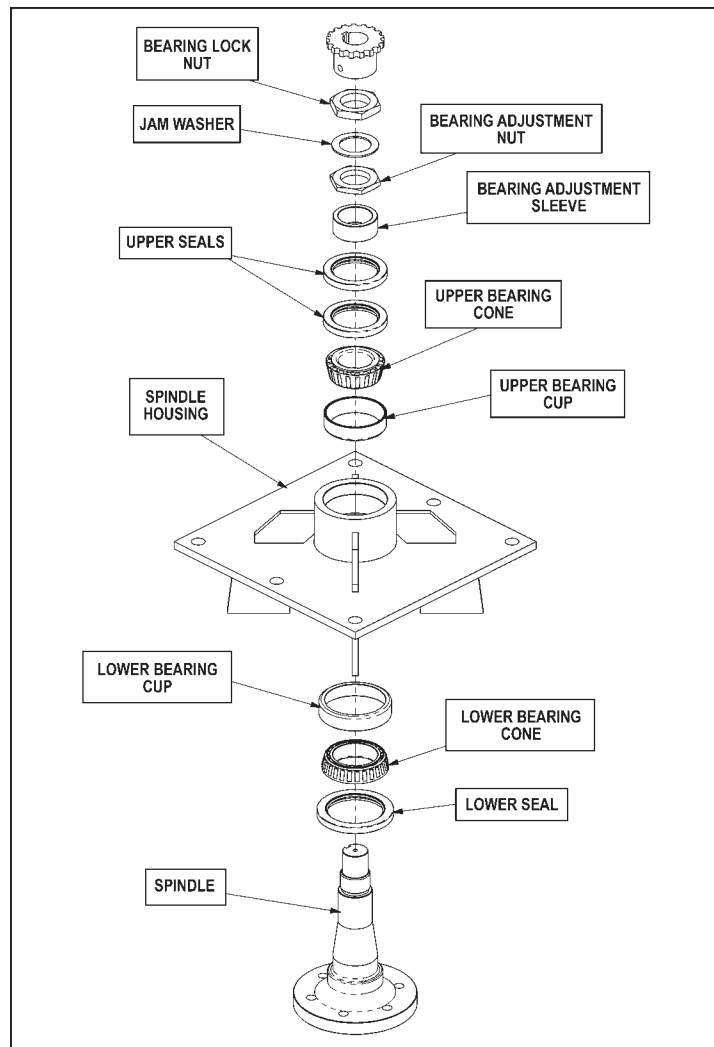 BEARING LOCK
NUT
JAM WASHER
BEARING ADJUSTMENT
NUT
BEARING ADJUSTMENT
SLEEVE
UPPER SEALS
UPPER BEARING
CONE
SPINDLE
HOUSING
UPPER BEARING
CUP
LOWER BEARING
CUP
LOWER BEARING
CONE
LOWER SEAL
SPINDLE